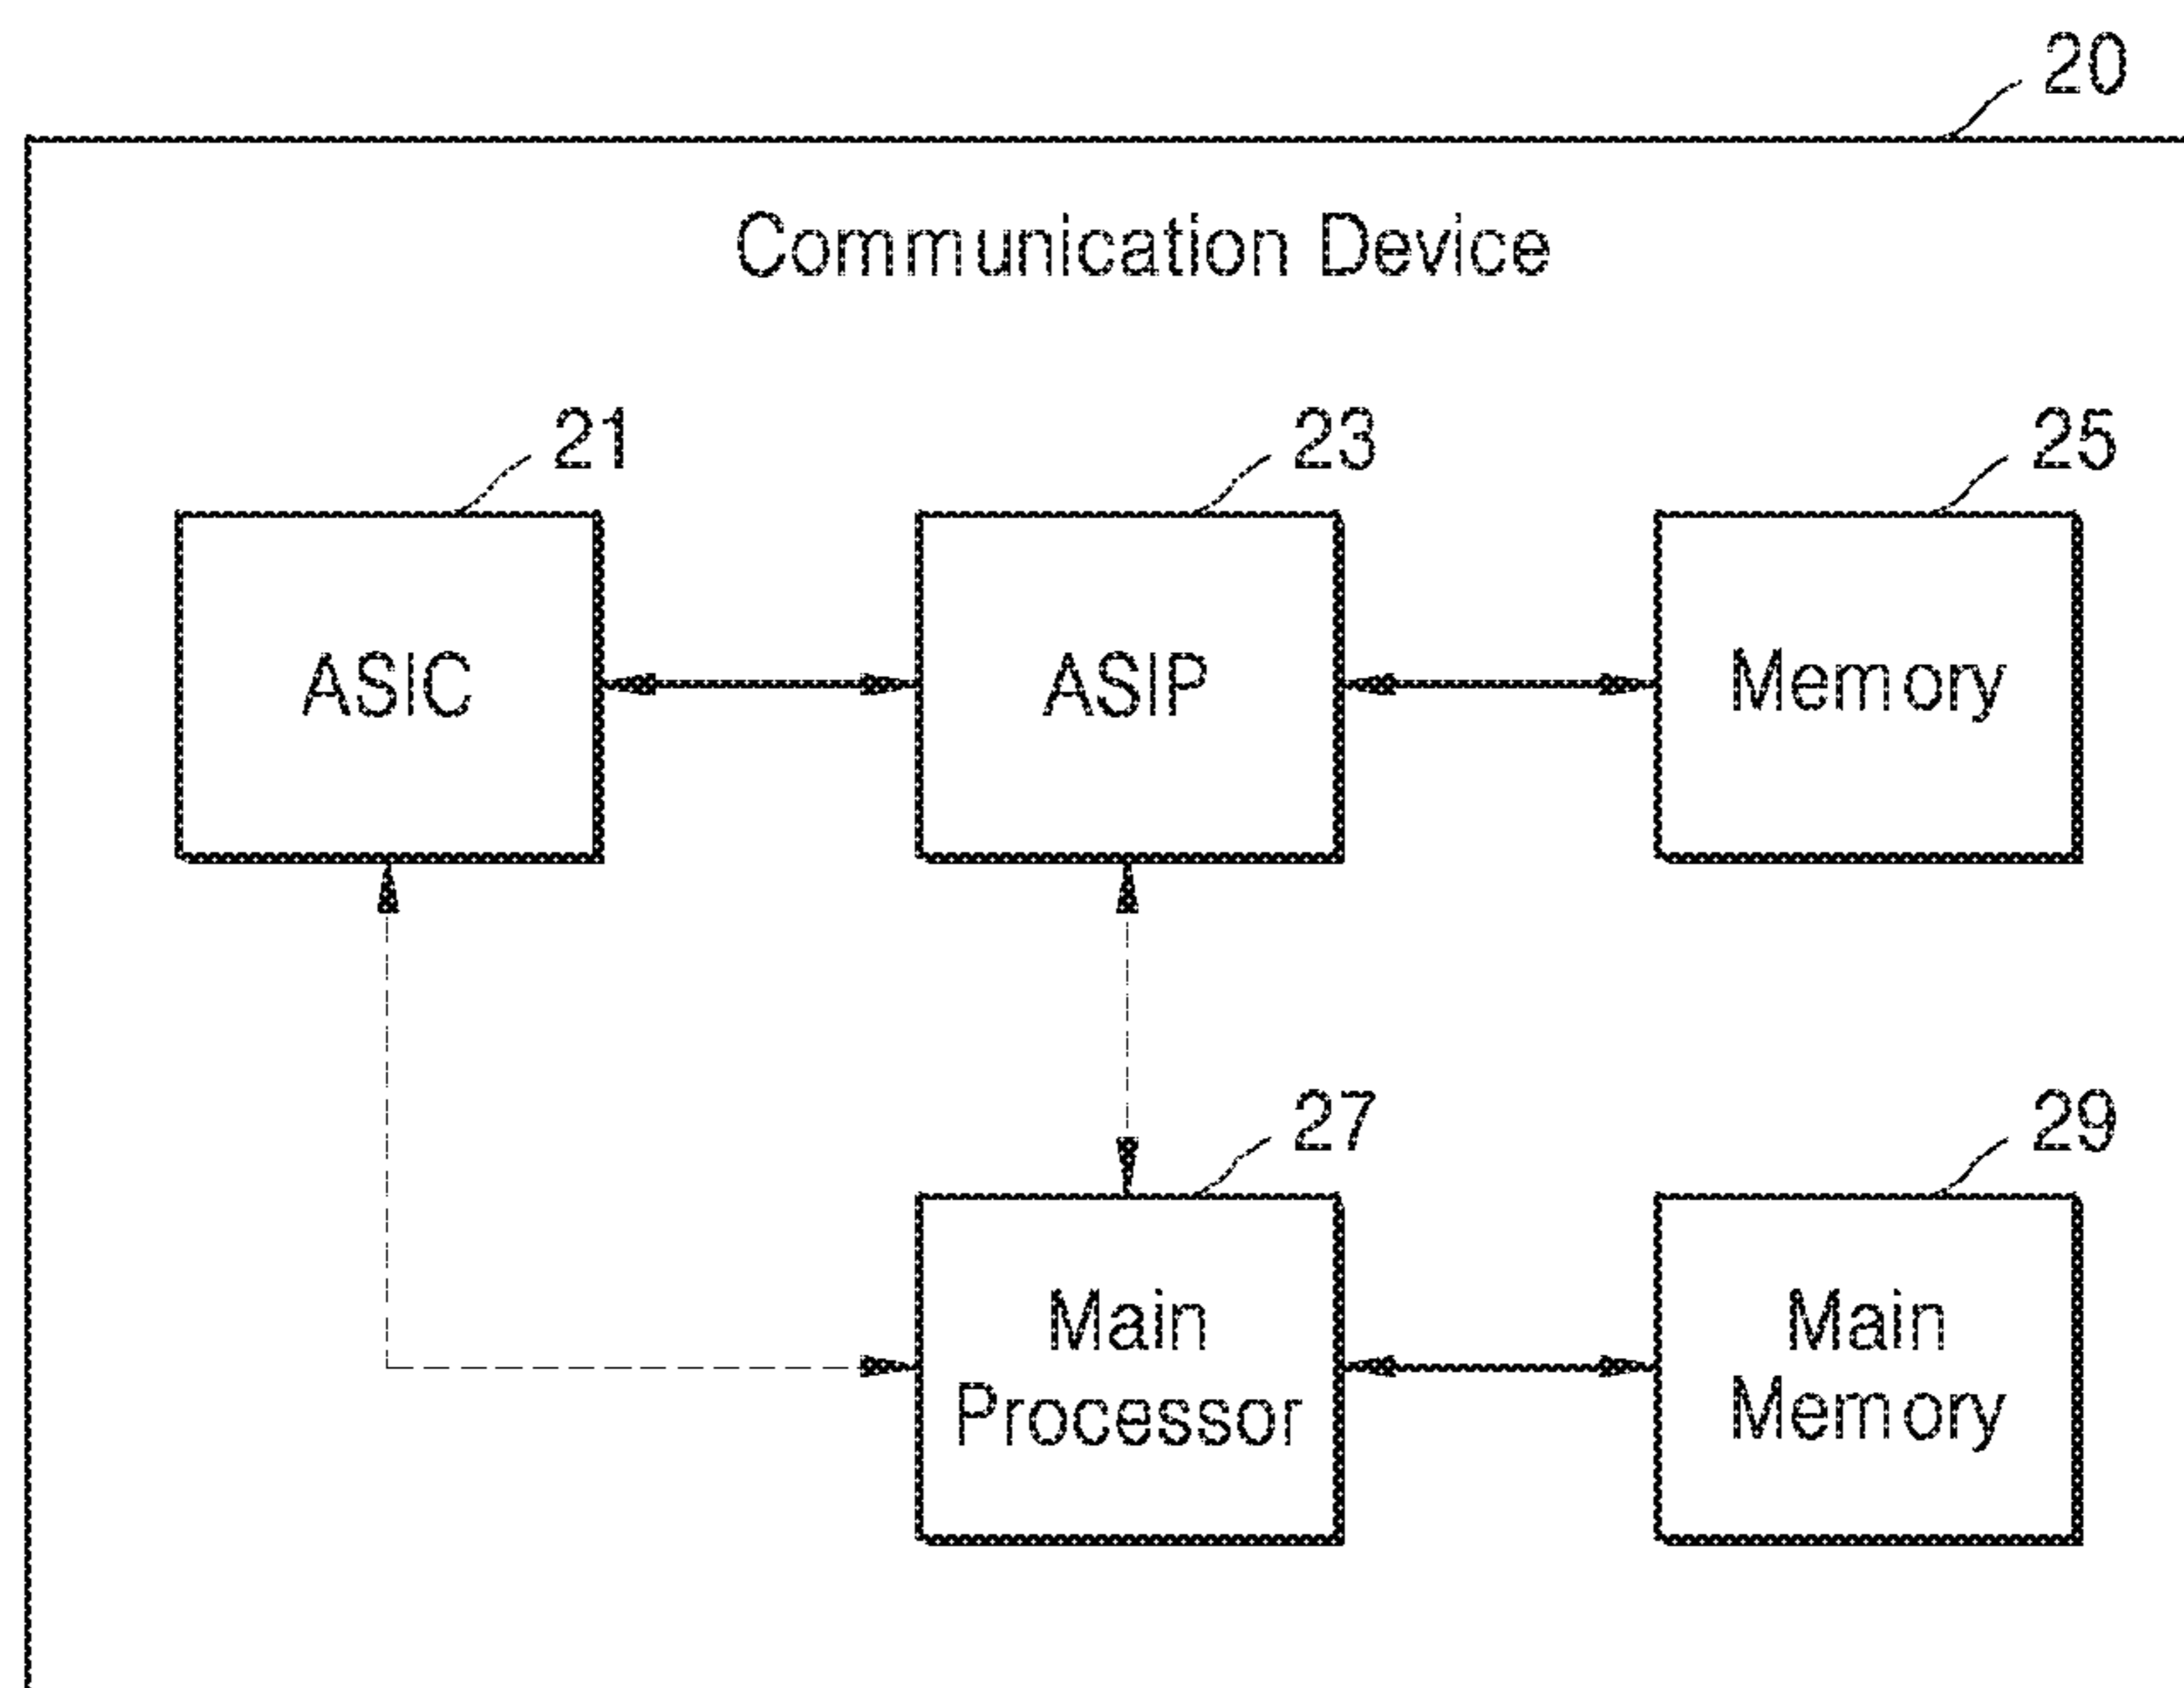 20
Communication Device
21
23
25
ASIC
ASIP
Memory
27
29
Main
Processor
Main
Memory